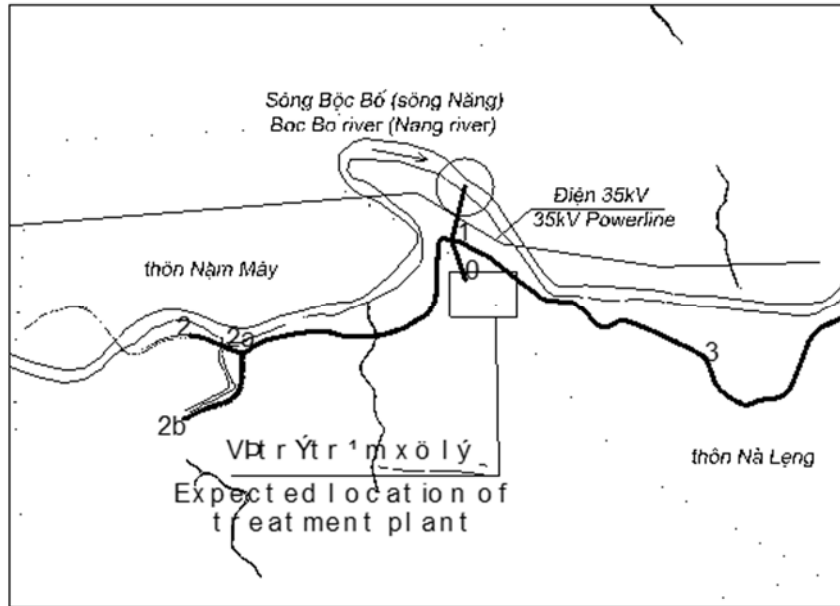 Sông Bộc Bố (sông Năng)
Boc Bo river (Nang river)
Điện 35kV
35kV Powerline
1
0
thôn Nặm Mây
2
2a
3
2b
VÞtrÝtr¹mxölý
thôn Nà Lẹng
Expected location of
treatment plant